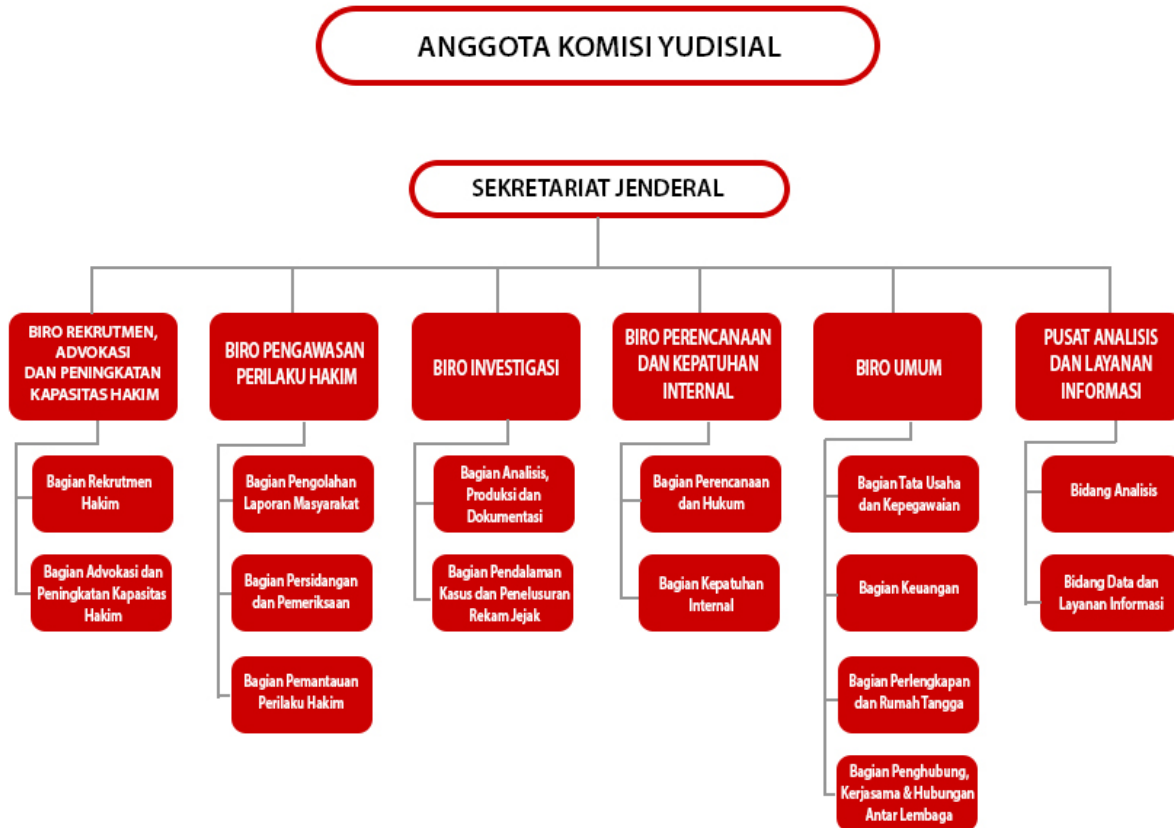 ANGGOTA KOMISI YUDISIAL
SEKRETARIAT JENDERAL
BIRO REKRUTMEN,
ADVOKASI
DAN PENINGKATAN
KAPASITAS HAKIM
BIRO PENGAWASAN
PERILAKU HAKIM
BIRO INVESTIGASI
BIRO PERENCANAAN
DAN KEPATUHAN
INTERNAL
BIRO UMUM
PUSAT ANALISIS
DAN LAYANAN
INFORMASI
Bagian Rekrutmen
Hakim
Bagian Advokasi dan
Peningkatan Kapasitas
Hakim
Bagian Pengolahan
Laporan Masyarakat
Bagian Persidangan
dan Pemeriksaan
Bagian Pemantauan
Perilaku Hakim
Bagian Analisis,
Produksi dan
Dokumentasi
Bagian Pendalaman
Kasus dan Penelusuran
Rekam Jejak
Bagian Perencanaan
dan Hukum
Bagian Kepatuhan
Internal
Bagian Tata Usaha
dan Kepegawaian
Bagian Keuangan
Bagian Perlengkapan
dan Rumah Tangga
Bagian Penghubung,
Kerjasama & Hubungan
Antar Lembaga
Bidang Analisis
Bidang Data dan
Layanan Informasi